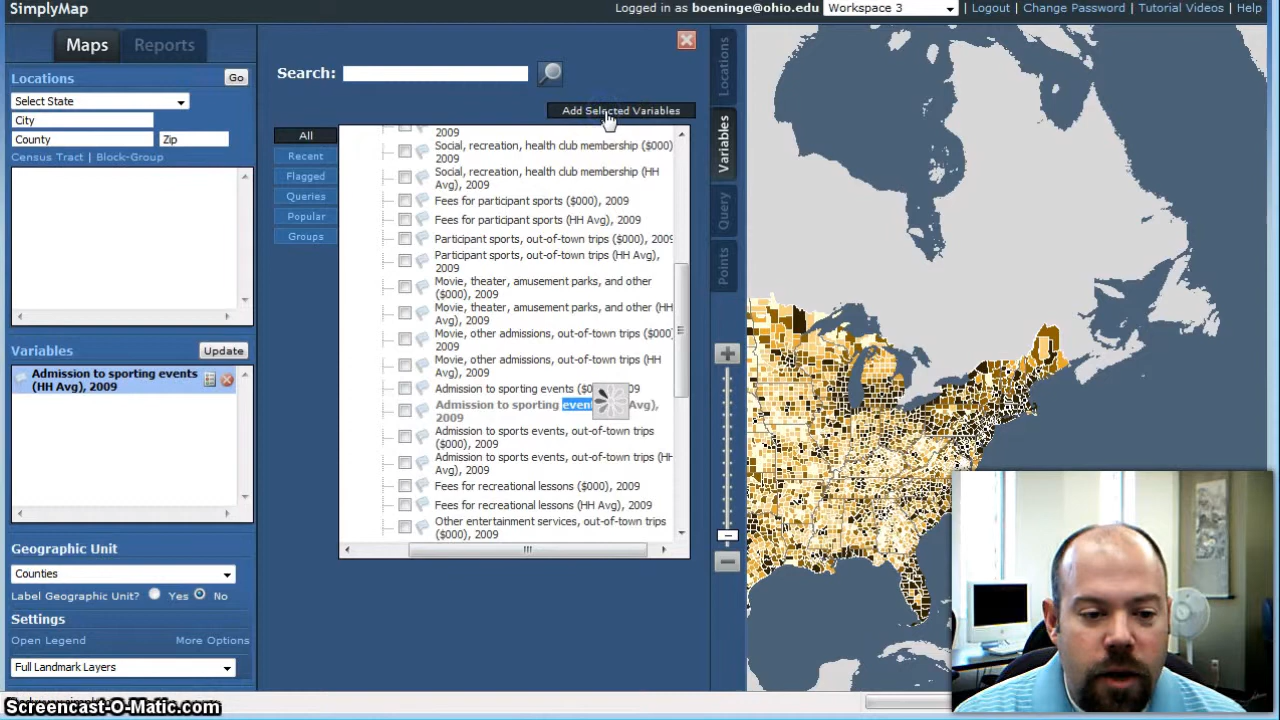 SimplyMap
Logged in as boeninge@ohio.edu Workspace 3 | Logout | Change Password | Tutorial Videos | Help
Maps
Reports
Locations
Go
Select State
City
County
Zip
Census Tract | Block-Group
Variables
Update
Admission to sporting events
(HH Avg), 2009
Geographic Unit
Counties
Label Geographic Unit? Yes No
Settings
Open Legend
More Options
Full Landmark Layers
Search:
Add Selected Variables
All
Recent
Flagged
Queries
Popular
Groups
2009
Social, recreation, health club membership ($000)
2009
Social, recreation, health club membership (HH
Avg), 2009
Fees for participant sports ($000), 2009
Fees for participant sports (HH Avg), 2009
Participant sports, out-of-town trips ($000), 2009
Participant sports, out-of-town trips (HH Avg),
2009
Movie, theater, amusement parks, and other
($000), 2009
Movie, theater, amusement parks, and other (HH
Avg), 2009
Movie, other admissions, out-of-town trips ($000)
2009
Movie, other admissions, out-of-town trips (HH
Avg), 2009
Admission to sporting events
Admission to sporting Avg),
2009
Admission to sports events, out-of-town trips
($000), 2009
Admission to sports events, out-of-town trips (HH
Avg), 2009
Fees for recreational lessons ($000), 2009
Fees for recreational lessons (HH Avg), 2009
Other entertainment services, out-of-town trips
($000), 2009
Locations
Variables
Query
Points
Screencast-O-Matic.com